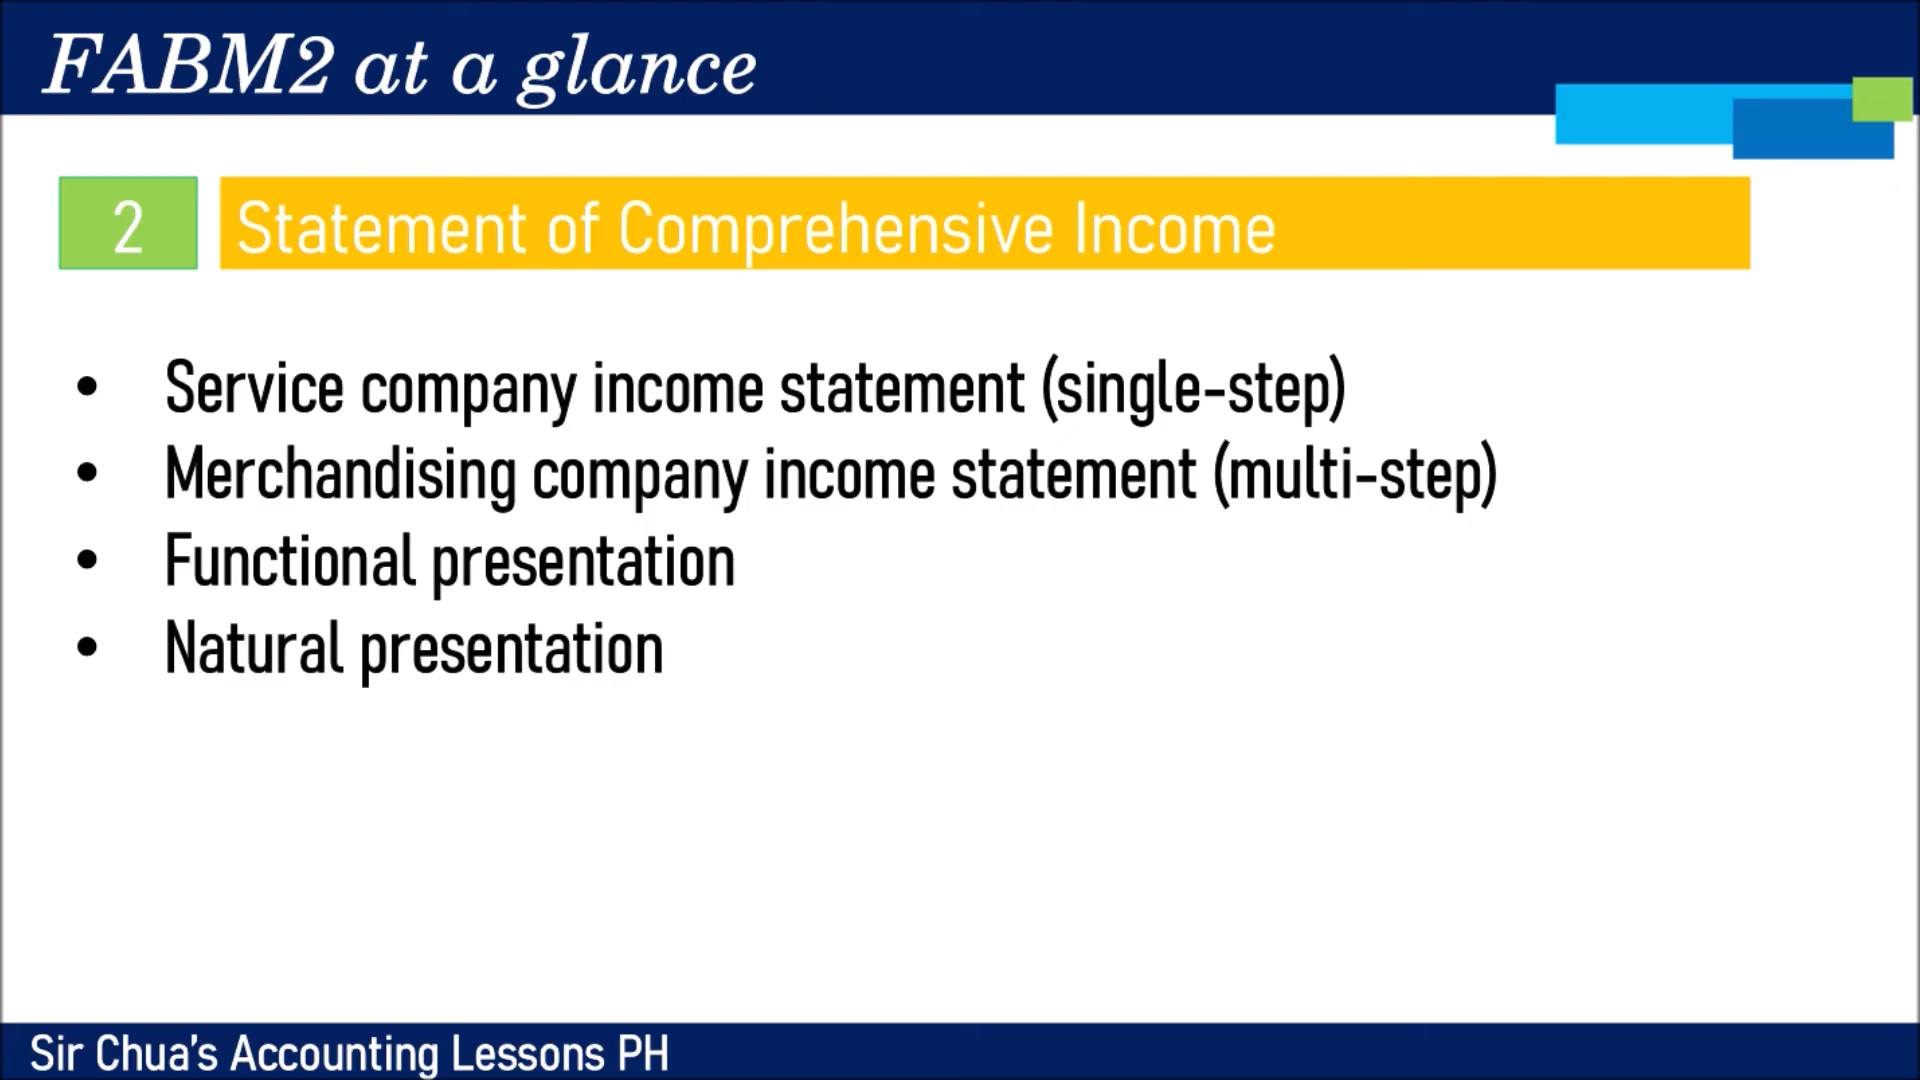 FABM2 at a glance
2 Statement of Comprehensive Income
• Service company income statement (single-step)
• Merchandising company income statement (multi-step)
• Functional presentation
• Natural presentation
Sir Chua's Accounting Lessons PH